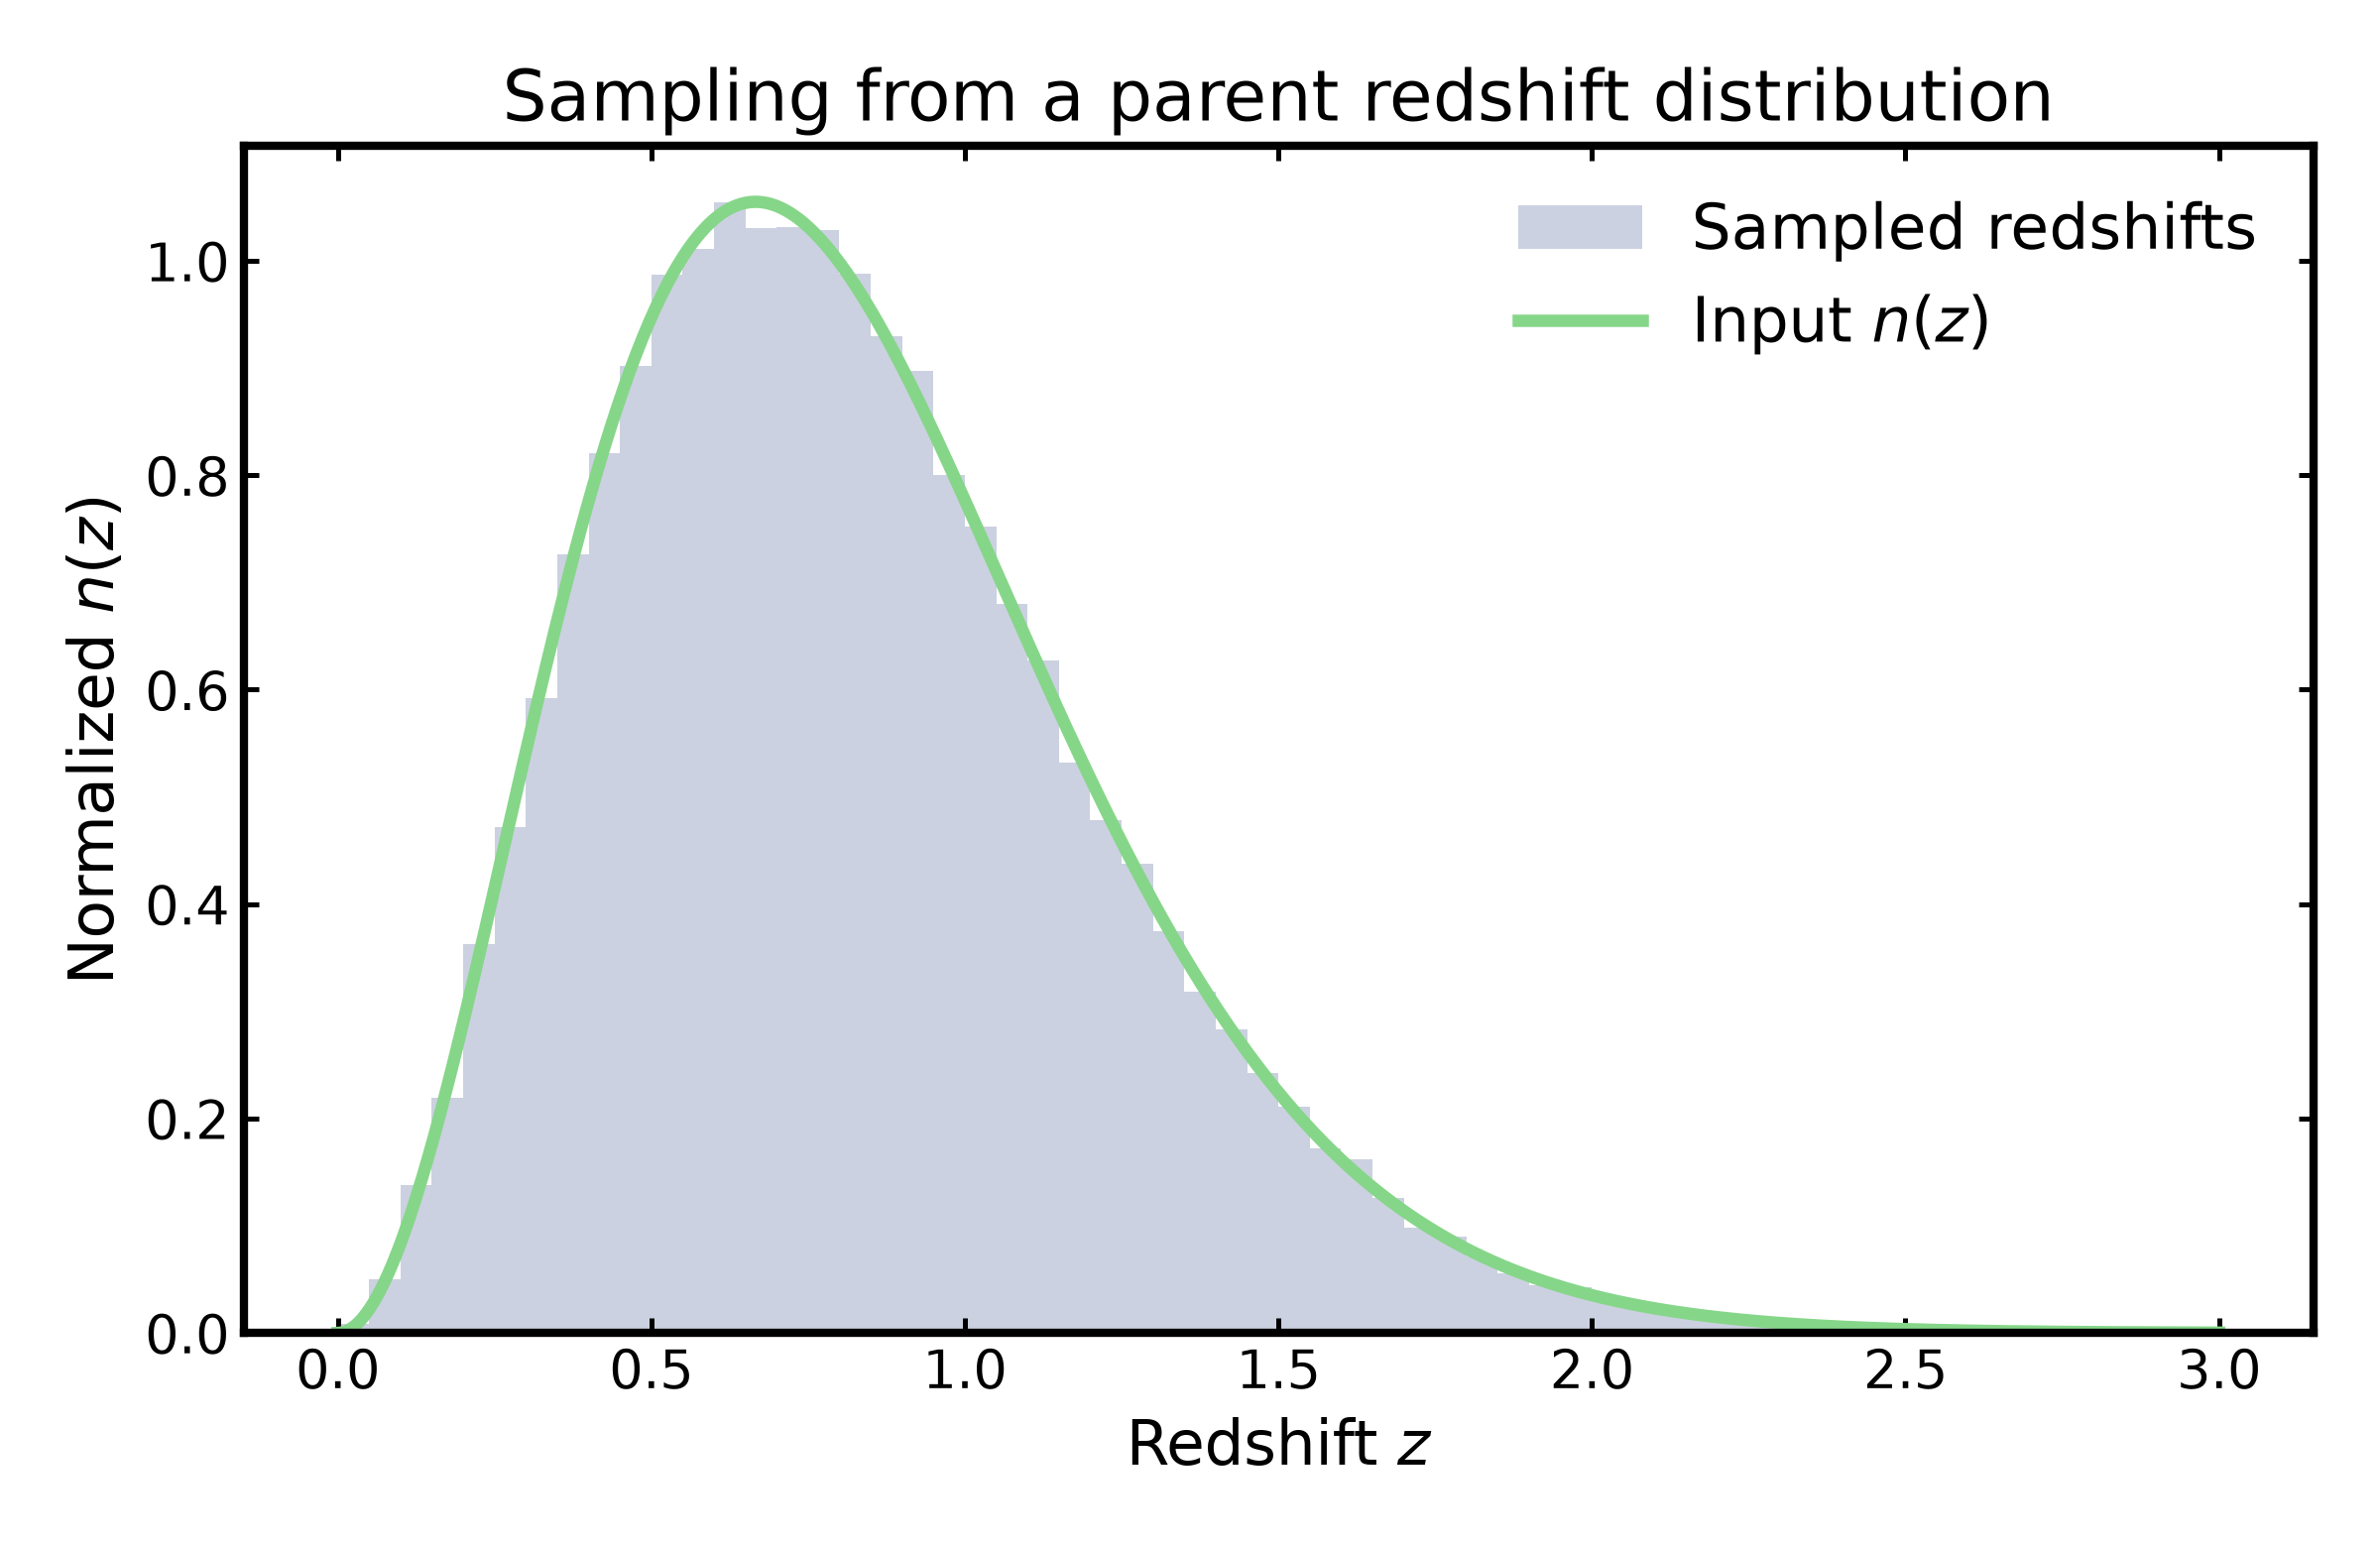 Sampling from a parent redshift distribution
Sampled redshifts
Input n(z)
Normalized n(z)
1.0
0.8
0.6
0.4
0.2
0.0
0.0 0.5 1.0 1.5 2.0 2.5 3.0
Redshift z